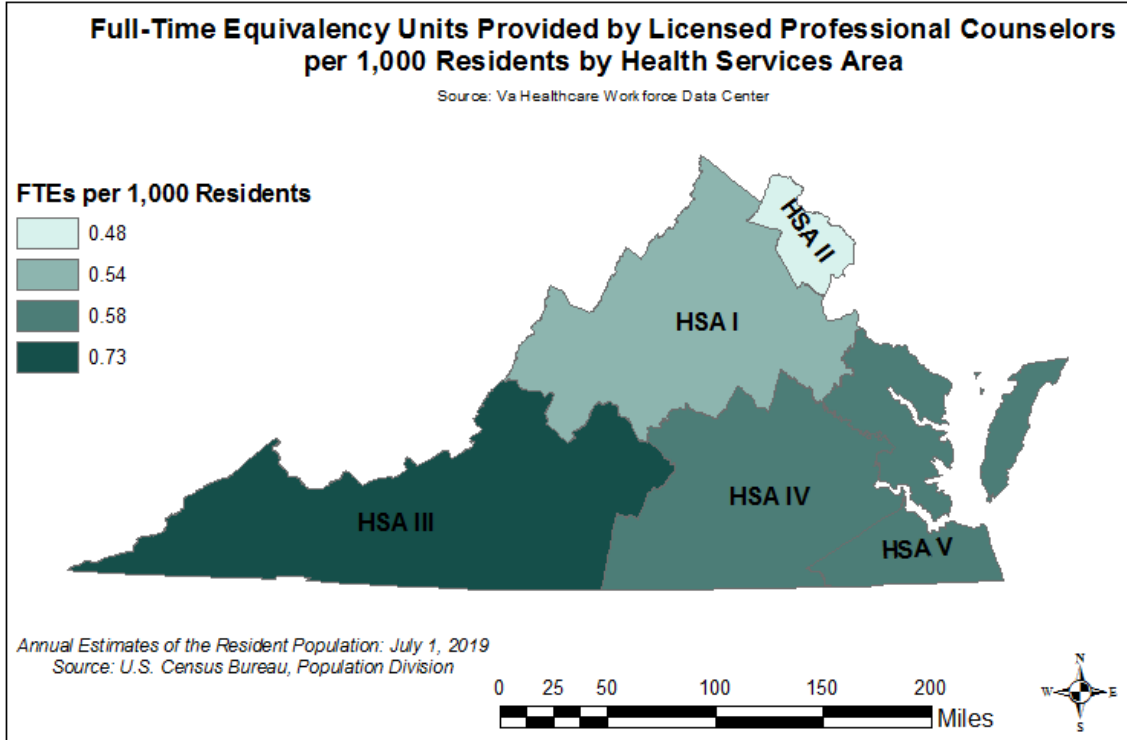 Full-Time Equivalency Units Provided by Licensed Professional Counselors
per 1,000 Residents by Health Services Area
Source: Va Healthcare Workforce Data Center
FTEs per 1,000 Residents
0.48
0.54
0.58
0.73
HSA II
HSA I
HSA IV
HSA III
HSA V
Annual Estimates of the Resident Population: July 1, 2019
Source: U.S. Census Bureau, Population Division
0 25 50 100 150 200
Miles
N
W E
S